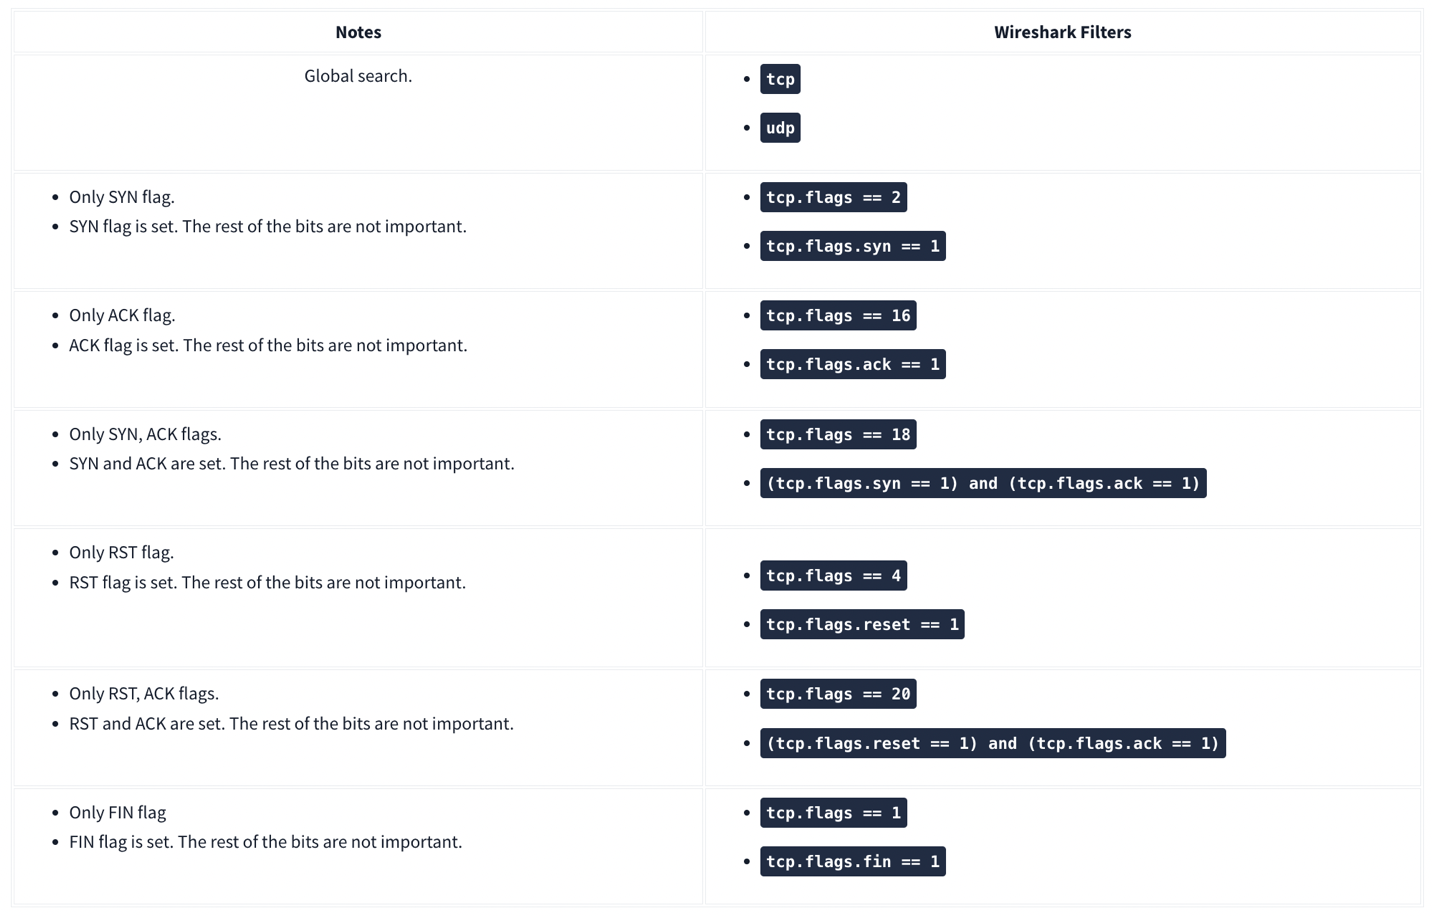 Notes
Wireshark Filters
Global search.
tcp
udp
Only SYN flag.
SYN flag is set. The rest of the bits are not important.
tcp.flags == 2
tcp.flags.syn == 1
Only ACK flag.
ACK flag is set. The rest of the bits are not important.
tcp.flags == 16
tcp.flags.ack == 1
Only SYN, ACK flags.
SYN and ACK are set. The rest of the bits are not important.
tcp.flags == 18
(tcp.flags.syn == 1) and (tcp.flags.ack == 1)
Only RST flag.
RST flag is set. The rest of the bits are not important.
tcp.flags == 4
tcp.flags.reset == 1
Only RST, ACK flags.
RST and ACK are set. The rest of the bits are not important.
tcp.flags == 20
(tcp.flags.reset == 1) and (tcp.flags.ack == 1)
Only FIN flag
FIN flag is set. The rest of the bits are not important.
tcp.flags == 1
tcp.flags.fin == 1